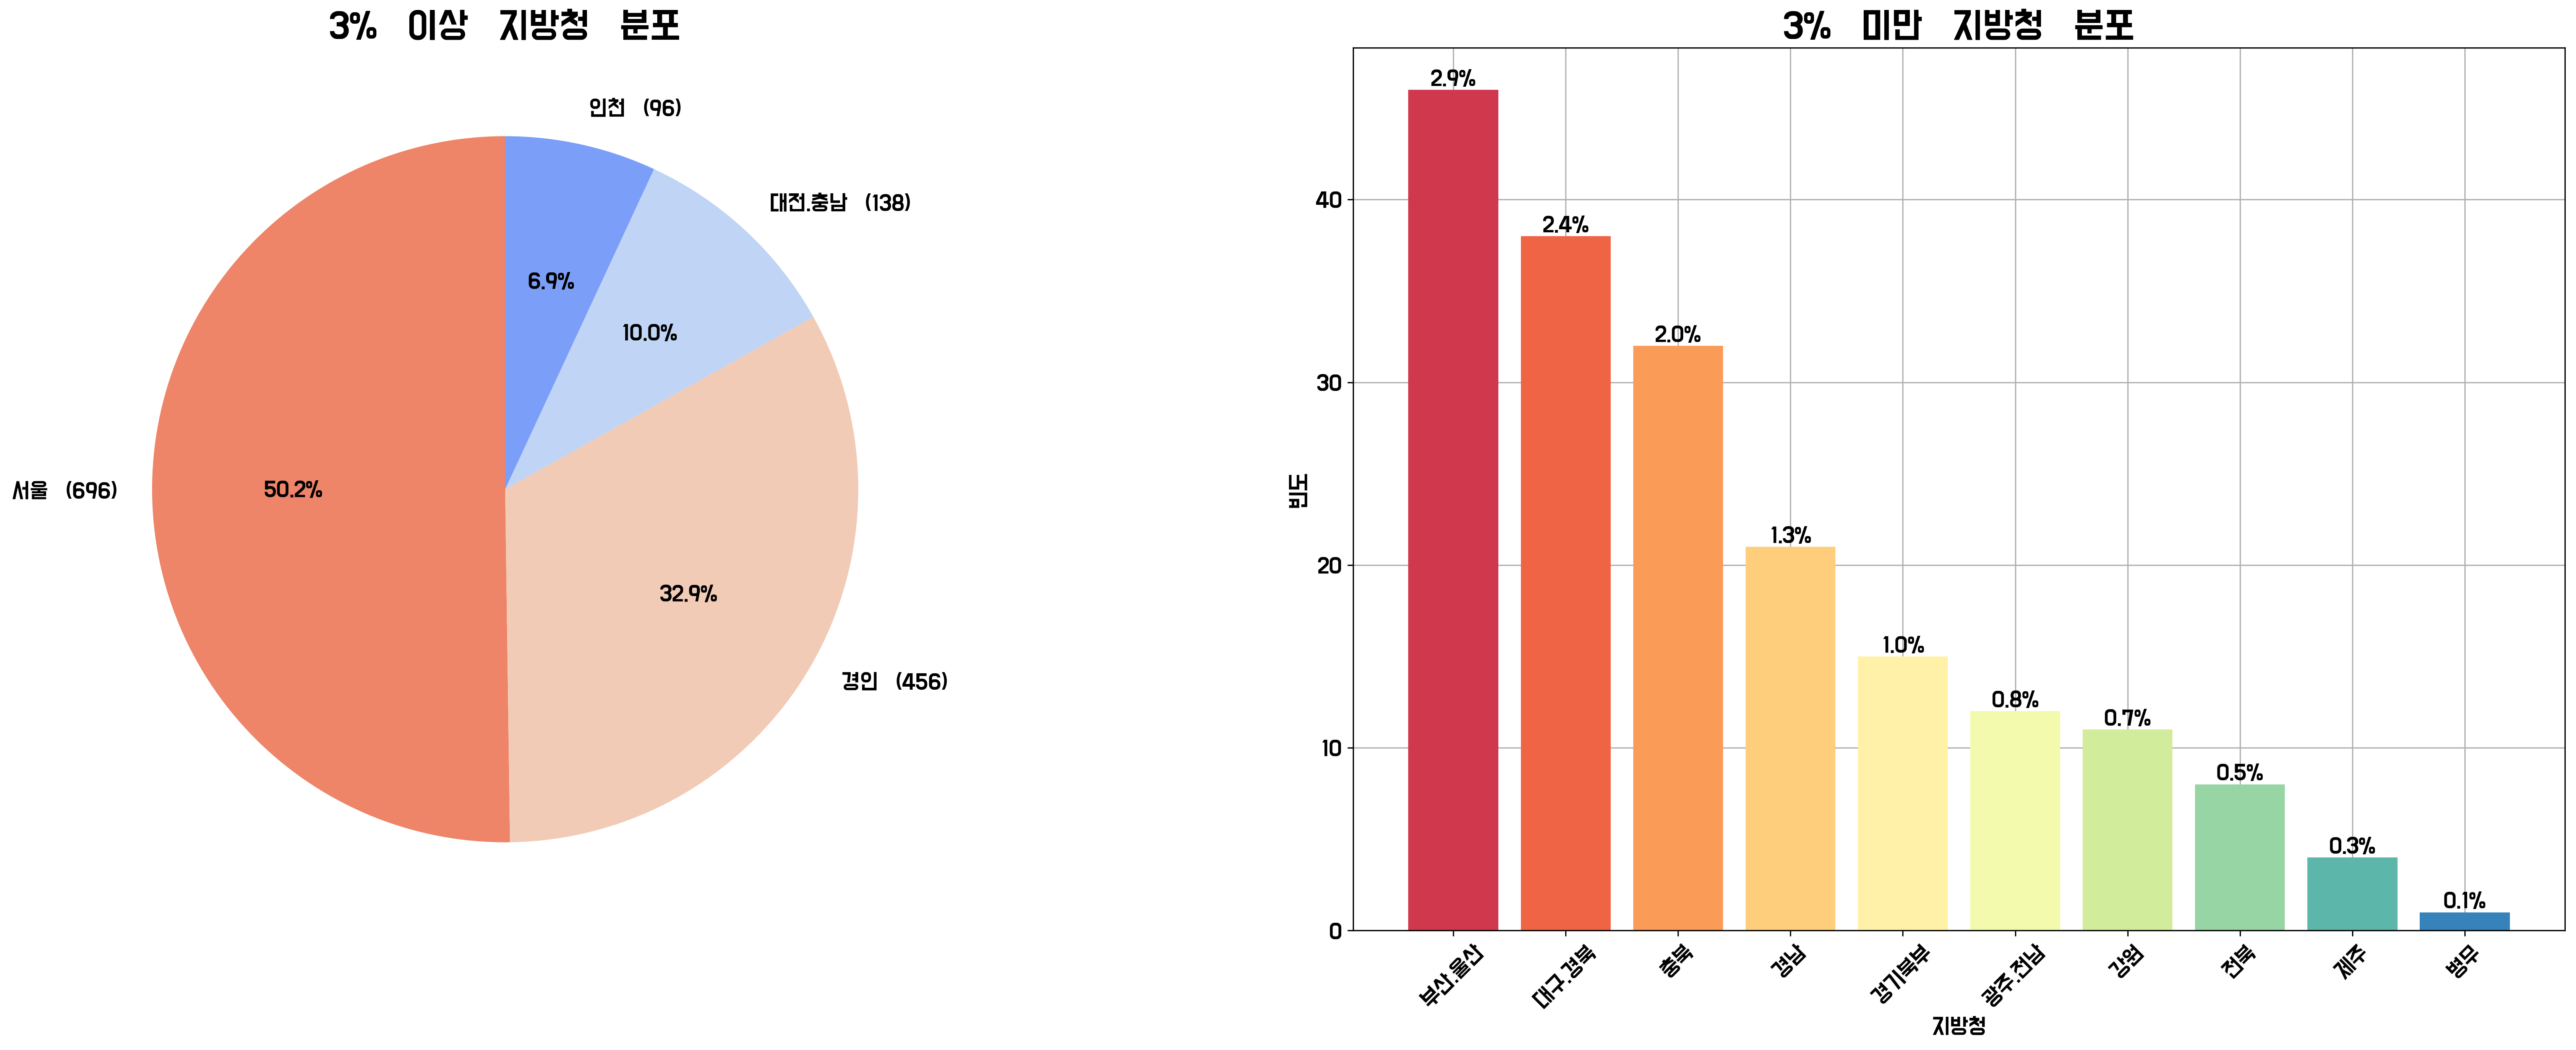 3% 이상 지방청 분포
인천 (96)
대전.충남 (138)
6.9%
10.0%
서울 (696)
50.2%
32.9%
경인 (456)
3% 미만 지방청 분포
2.9%
2.4%
2.0%
1.3%
1.0%
0.8%
0.7%
0.5%
0.3%
0.1%
40
30
20
10
0
빈도
부산.울산
대구.경북
충북
경남
경기북부
광주.전남
강원
전북
제주
병무
지방청